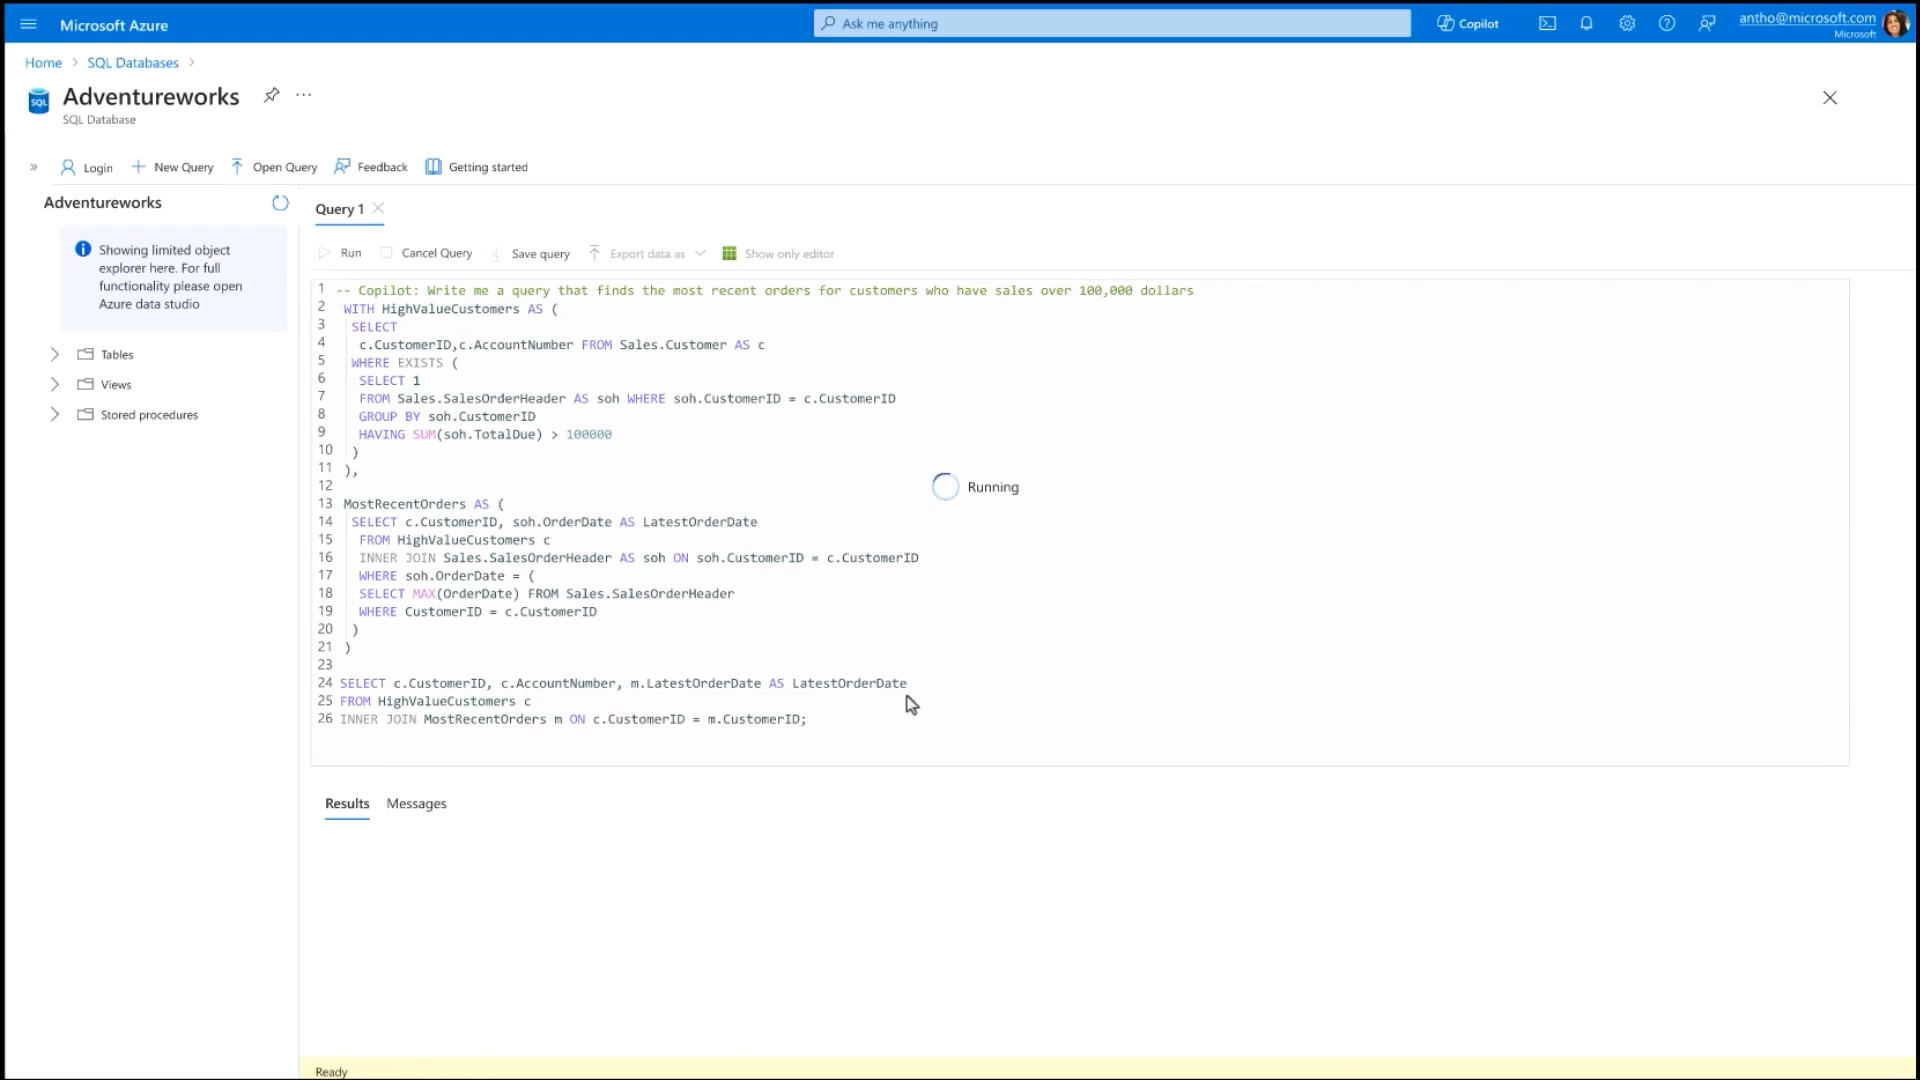 Microsoft Azure
Ask me anything
Copilot
antho@microsoft.com
Microsoft
Home > SQL Databases >
SQL
Adventureworks
SQL Database
» Login New Query Open Query Feedback Getting started
Adventureworks
Showing limited object
explorer here. For full
functionality please open
Azure data studio
Tables
Views
Stored procedures
Query 1
Run Cancel Query Save query Export data as Show only editor
1 -- Copilot: Write me a query that finds the most recent orders for customers who have sales over 100,000 dollars
2 WITH HighValueCustomers AS (
3 SELECT
4 c.CustomerID,c.AccountNumber FROM Sales.Customer AS c
5 WHERE EXISTS (
6 SELECT 1
7 FROM Sales.SalesOrderHeader AS soh WHERE soh.CustomerID = c.CustomerID
8 GROUP BY soh.CustomerID
9 HAVING SUM(soh.TotalDue) > 100000
10 )
11 ),
12
13 MostRecentOrders AS (
14 SELECT c.CustomerID, soh.OrderDate AS LatestOrderDate
15 FROM HighValueCustomers c
16 INNER JOIN Sales.SalesOrderHeader AS soh ON soh.CustomerID = c.CustomerID
17 WHERE soh.OrderDate = (
18 SELECT MAX(OrderDate) FROM Sales.SalesOrderHeader
19 WHERE CustomerID = c.CustomerID
20 )
21 )
23
24 SELECT c.CustomerID, c.AccountNumber, m.LatestOrderDate AS LatestOrderDate
25 FROM HighValueCustomers c
26 INNER JOIN MostRecentOrders m ON c.CustomerID = m.CustomerID;
Running
Results Messages
Ready